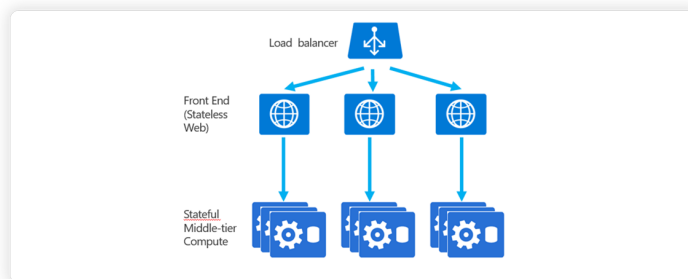 Load balancer
Front End
(Stateless
Web)
Stateful
Middle-tier
Compute